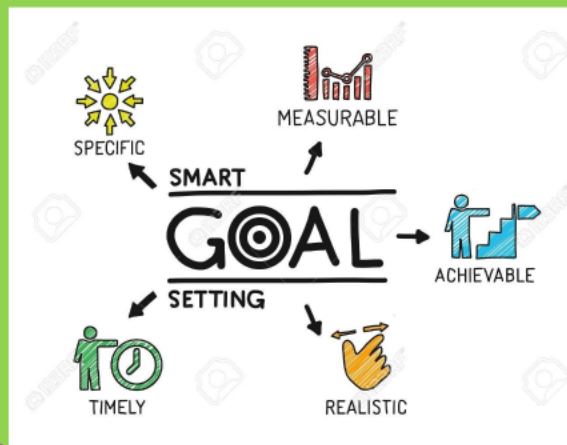 MEASURABLE
SPECIFIC
SMART
GOAL
SETTING
ACHIEVABLE
TIMELY
REALISTIC